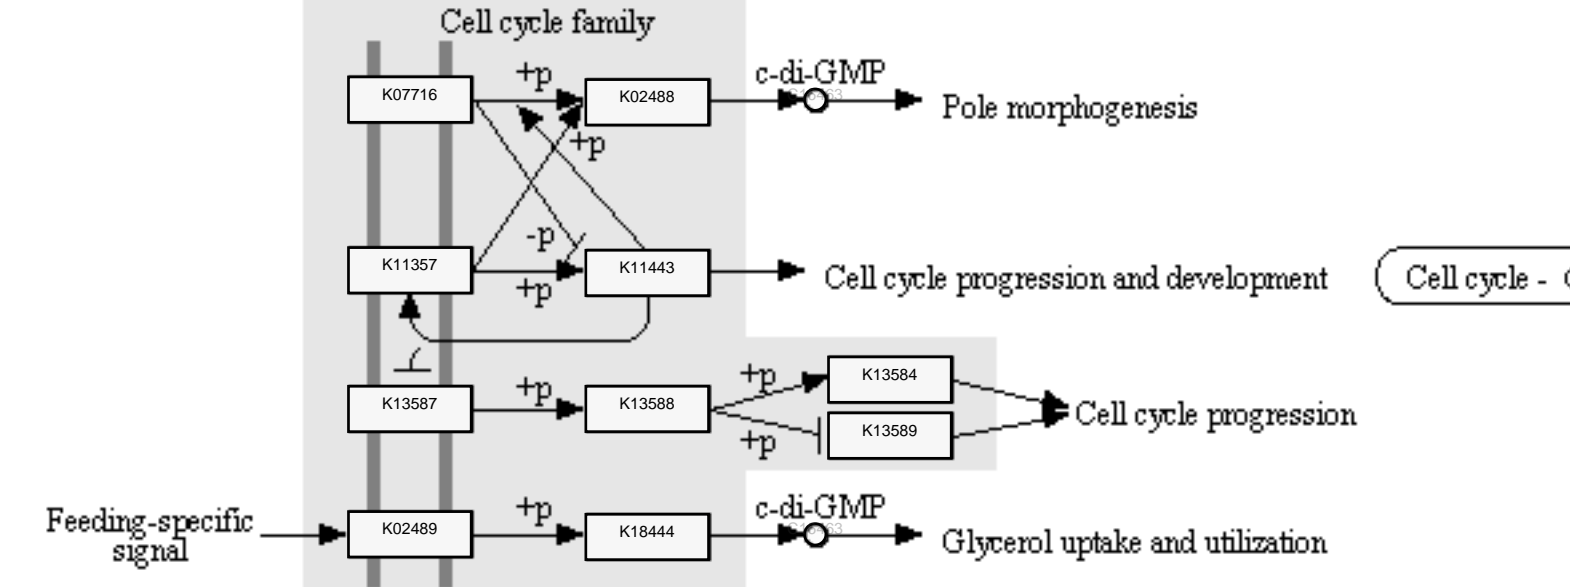 Cell cycle family
K07716
+p
K02488
c-di-GMP
Pole morphogenesis
+p
-p
K11357
+p
K11443
Cell cycle progression and development
Cell cycle -
K13587
+p
K13588
+p
+p
K13584
K13589
Cell cycle progression
Feeding-specific
signal
K02489
+p
K18444
c-di-GMP
Glycerol uptake and utilization